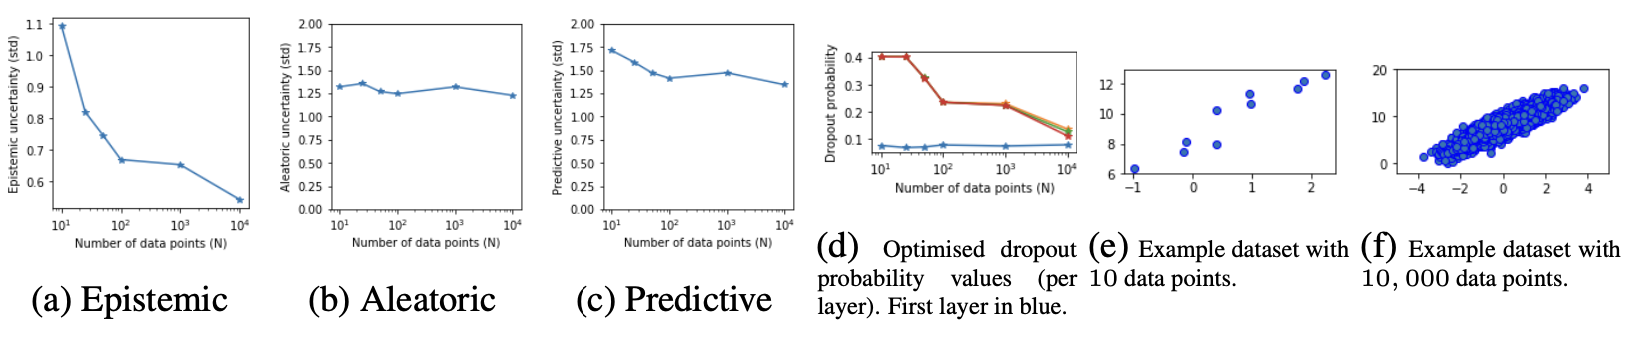 1.1
1.0
0.9
0.8
0.7
0.6
Epistemic uncertainty (std)
10¹ 10² 10³ 10⁴
Number of data points (N)
(a) Epistemic
2.00
1.75
1.50
1.25
1.00
0.75
0.50
0.25
0.00
Aleatoric uncertainty (std)
10¹ 10² 10³ 10⁴
Number of data points (N)
(b) Aleatoric
2.00
1.75
1.50
1.25
1.00
0.75
0.50
0.25
0.00
Predictive uncertainty (std)
10¹ 10² 10³ 10⁴
Number of data points (N)
(c) Predictive
0.4
0.3
0.2
0.1
Dropout probability
10¹ 10² 10³ 10⁴
Number of data points (N)
(d) Optimised dropout
probability values (per
layer). First layer in blue.
12
10
8
6
−1 0 1 2
(e) Example dataset with
10 data points.
20
10
0
−4 −2 0 2 4
(f) Example dataset with
10, 000 data points.